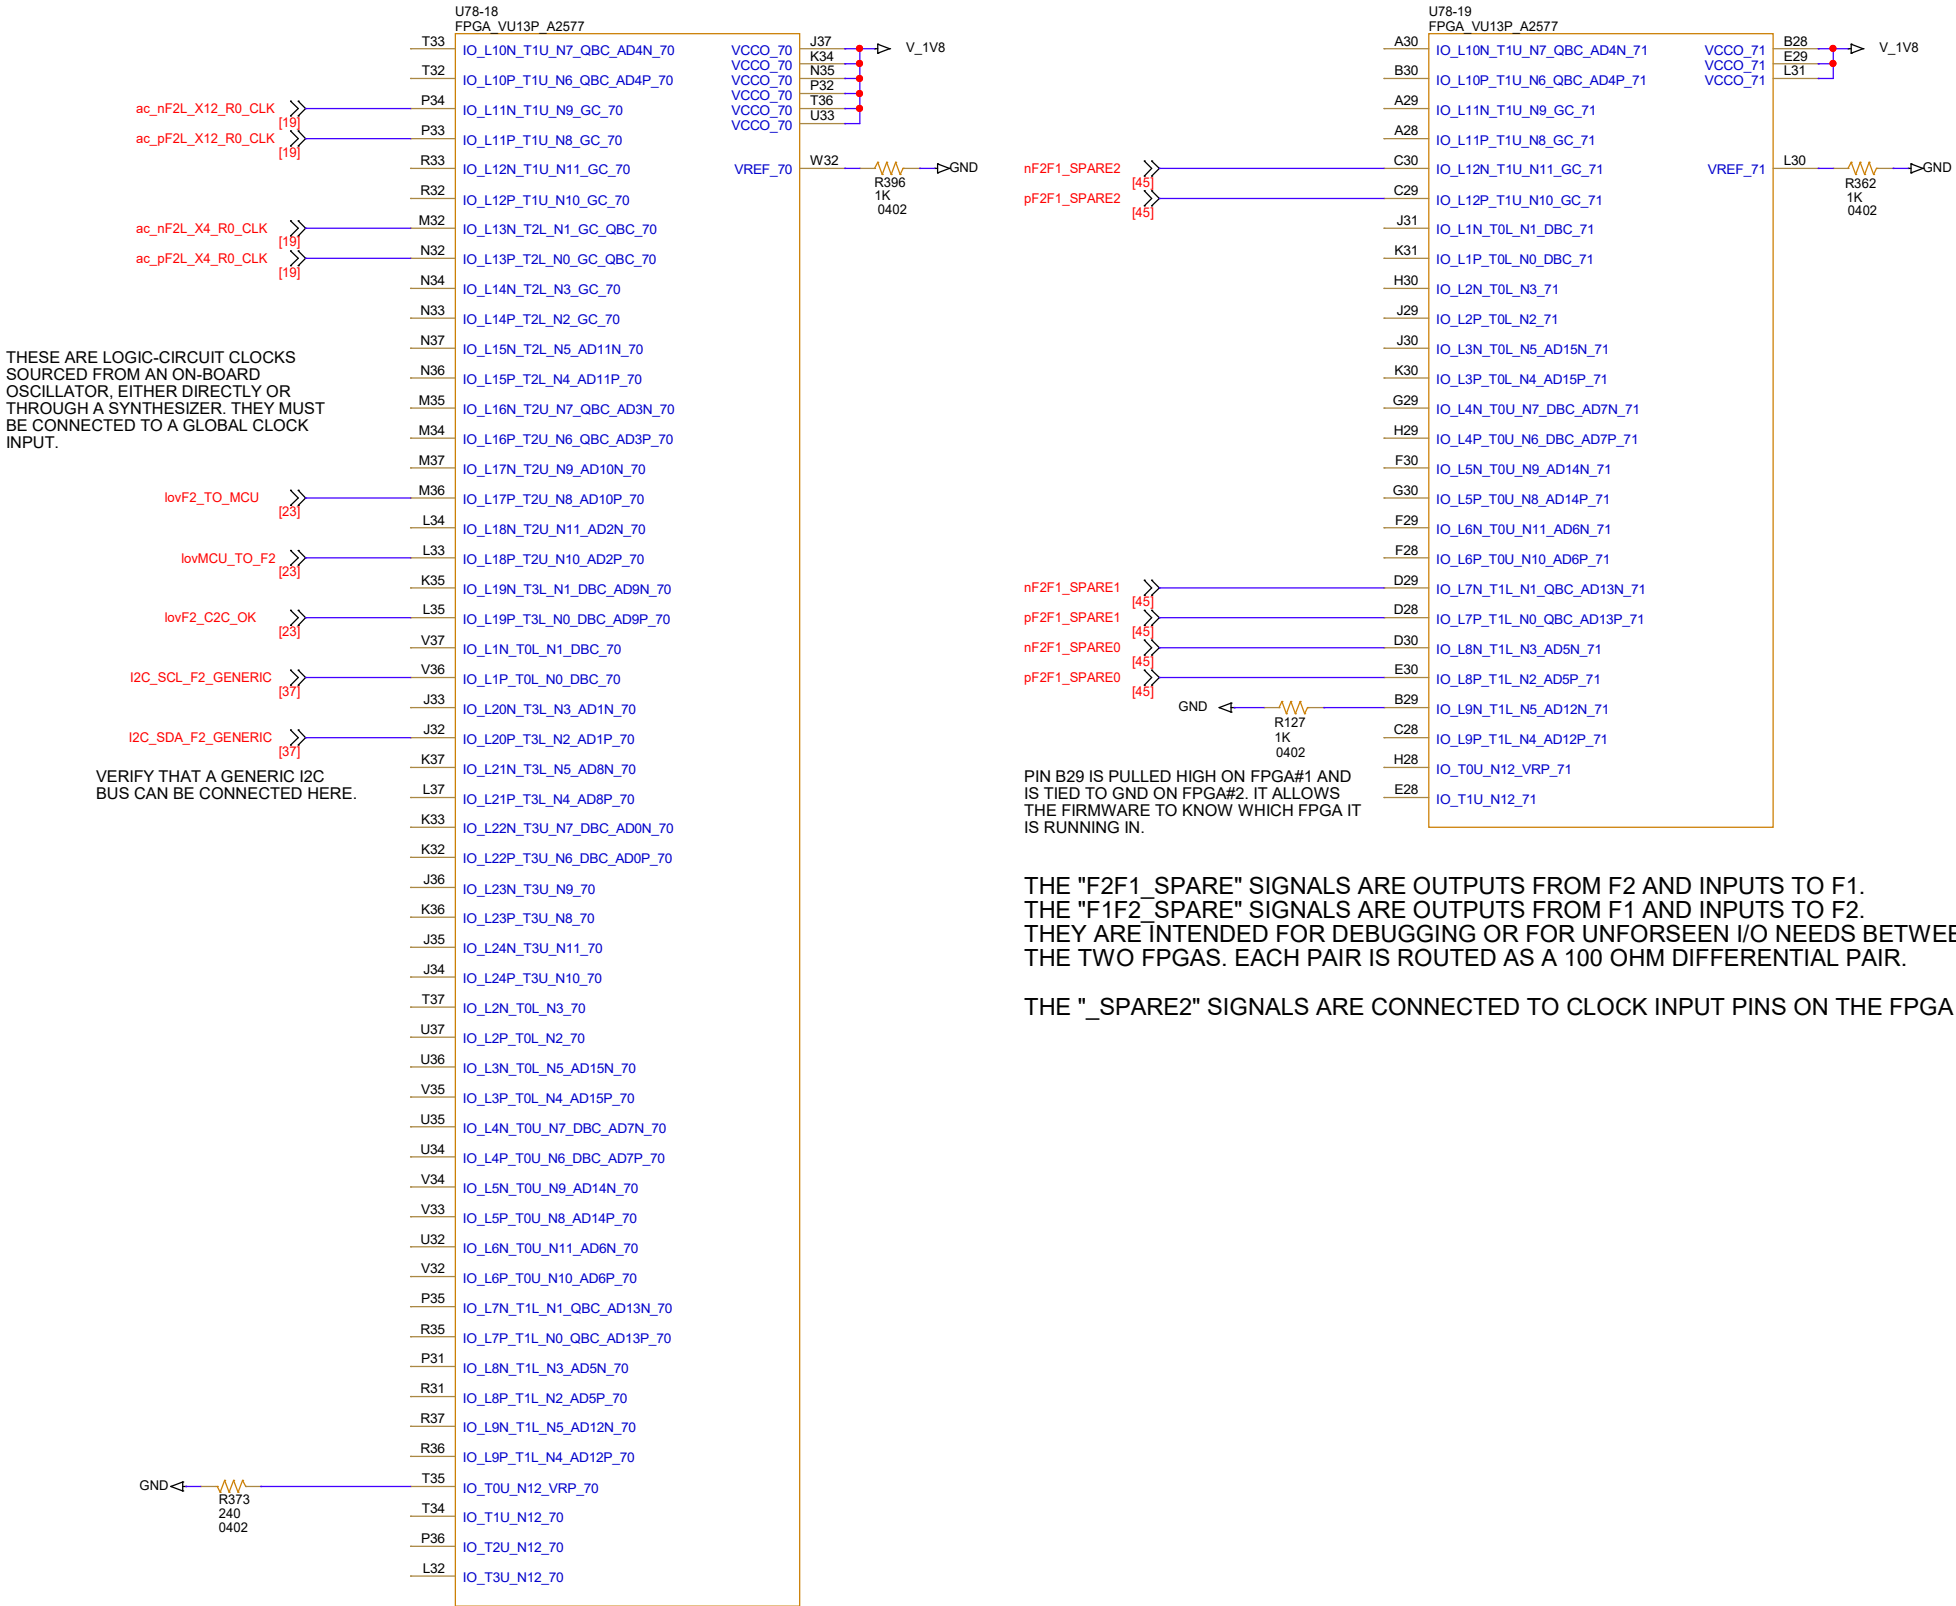 U78-18
FPGA_VU13P_A2577
T33 IO_L10N_T1U_N7_QBC_AD4N_70 VCCO_70 J37 V_1V8
VCCO_70 K34
T32 IO_L10P_T1U_N6_QBC_AD4P_70 VCCO_70 N35
VCCO_70 P32
ac_nF2L_X12_R0_CLK [19] P34 IO_L11N_T1U_N9_GC_70 VCCO_70 T36
VCCO_70 U33
ac_pF2L_X12_R0_CLK [19] P33 IO_L11P_T1U_N8_GC_70
R33 IO_L12N_T1U_N11_GC_70 VREF_70 W32 GND
R396
1K
0402
R32 IO_L12P_T1U_N10_GC_70
ac_nF2L_X4_R0_CLK [19] M32 IO_L13N_T2L_N1_GC_QBC_70
ac_pF2L_X4_R0_CLK [19] N32 IO_L13P_T2L_N0_GC_QBC_70
N34 IO_L14N_T2L_N3_GC_70
N33 IO_L14P_T2L_N2_GC_70
N37 IO_L15N_T2L_N5_AD11N_70
THESE ARE LOGIC-CIRCUIT CLOCKS
SOURCED FROM AN ON-BOARD
OSCILLATOR, EITHER DIRECTLY OR
THROUGH A SYNTHESIZER. THEY MUST
BE CONNECTED TO A GLOBAL CLOCK
INPUT.
N36 IO_L15P_T2L_N4_AD11P_70
M35 IO_L16N_T2U_N7_QBC_AD3N_70
M34 IO_L16P_T2U_N6_QBC_AD3P_70
M37 IO_L17N_T2U_N9_AD10N_70
lovF2_TO_MCU [23] M36 IO_L17P_T2U_N8_AD10P_70
L34 IO_L18N_T2U_N11_AD2N_70
lovMCU_TO_F2 [23] L33 IO_L18P_T2U_N10_AD2P_70
K35 IO_L19N_T3L_N1_DBC_AD9N_70
lovF2_C2C_OK [23] L35 IO_L19P_T3L_N0_DBC_AD9P_70
V37 IO_L1N_T0L_N1_DBC_70
I2C_SCL_F2_GENERIC [37] V36 IO_L1P_T0L_N0_DBC_70
J33 IO_L20N_T3L_N3_AD1N_70
I2C_SDA_F2_GENERIC [37] J32 IO_L20P_T3L_N2_AD1P_70
VERIFY THAT A GENERIC I2C
BUS CAN BE CONNECTED HERE.
K37 IO_L21N_T3L_N5_AD8N_70
L37 IO_L21P_T3L_N4_AD8P_70
K33 IO_L22N_T3U_N7_DBC_AD0N_70
K32 IO_L22P_T3U_N6_DBC_AD0P_70
J36 IO_L23N_T3U_N9_70
K36 IO_L23P_T3U_N8_70
J35 IO_L24N_T3U_N11_70
J34 IO_L24P_T3U_N10_70
T37 IO_L2N_T0L_N3_70
U37 IO_L2P_T0L_N2_70
U36 IO_L3N_T0L_N5_AD15N_70
V35 IO_L3P_T0L_N4_AD15P_70
U35 IO_L4N_T0U_N7_DBC_AD7N_70
U34 IO_L4P_T0U_N6_DBC_AD7P_70
V34 IO_L5N_T0U_N9_AD14N_70
V33 IO_L5P_T0U_N8_AD14P_70
U32 IO_L6N_T0U_N11_AD6N_70
V32 IO_L6P_T0U_N10_AD6P_70
P35 IO_L7N_T1L_N1_QBC_AD13N_70
R35 IO_L7P_T1L_N0_QBC_AD13P_70
P31 IO_L8N_T1L_N3_AD5N_70
R31 IO_L8P_T1L_N2_AD5P_70
R37 IO_L9N_T1L_N5_AD12N_70
R36 IO_L9P_T1L_N4_AD12P_70
GND T35 IO_T0U_N12_VRP_70
R373
240
0402
T34 IO_T1U_N12_70
P36 IO_T2U_N12_70
L32 IO_T3U_N12_70
U78-19
FPGA_VU13P_A2577
A30 IO_L10N_T1U_N7_QBC_AD4N_71 VCCO_71 B28 V_1V8
VCCO_71 E29
B30 IO_L10P_T1U_N6_QBC_AD4P_71 VCCO_71 L31
A29 IO_L11N_T1U_N9_GC_71
A28 IO_L11P_T1U_N8_GC_71
nF2F1_SPARE2 [45] C30 IO_L12N_T1U_N11_GC_71 VREF_71 L30 GND
R362
1K
0402
pF2F1_SPARE2 [45] C29 IO_L12P_T1U_N10_GC_71
J31 IO_L1N_T0L_N1_DBC_71
K31 IO_L1P_T0L_N0_DBC_71
H30 IO_L2N_T0L_N3_71
J29 IO_L2P_T0L_N2_71
J30 IO_L3N_T0L_N5_AD15N_71
K30 IO_L3P_T0L_N4_AD15P_71
G29 IO_L4N_T0U_N7_DBC_AD7N_71
H29 IO_L4P_T0U_N6_DBC_AD7P_71
F30 IO_L5N_T0U_N9_AD14N_71
G30 IO_L5P_T0U_N8_AD14P_71
F29 IO_L6N_T0U_N11_AD6N_71
F28 IO_L6P_T0U_N10_AD6P_71
nF2F1_SPARE1 [45] D29 IO_L7N_T1L_N1_QBC_AD13N_71
pF2F1_SPARE1 [45] D28 IO_L7P_T1L_N0_QBC_AD13P_71
nF2F1_SPARE0 [45] D30 IO_L8N_T1L_N3_AD5N_71
pF2F1_SPARE0 [45] E30 IO_L8P_T1L_N2_AD5P_71
GND B29 IO_L9N_T1L_N5_AD12N_71
R127
1K
0402
C28 IO_L9P_T1L_N4_AD12P_71
H28 IO_T0U_N12_VRP_71
E28 IO_T1U_N12_71
PIN B29 IS PULLED HIGH ON FPGA#1 AND
IS TIED TO GND ON FPGA#2. IT ALLOWS
THE FIRMWARE TO KNOW WHICH FPGA IT
IS RUNNING IN.
THE "F2F1_SPARE" SIGNALS ARE OUTPUTS FROM F2 AND INPUTS TO F1.
THE "F1F2_SPARE" SIGNALS ARE OUTPUTS FROM F1 AND INPUTS TO F2.
THEY ARE INTENDED FOR DEBUGGING OR FOR UNFORSEEN I/O NEEDS BETWEE
THE TWO FPGAS. EACH PAIR IS ROUTED AS A 100 OHM DIFFERENTIAL PAIR.
THE "_SPARE2" SIGNALS ARE CONNECTED TO CLOCK INPUT PINS ON THE FPGA